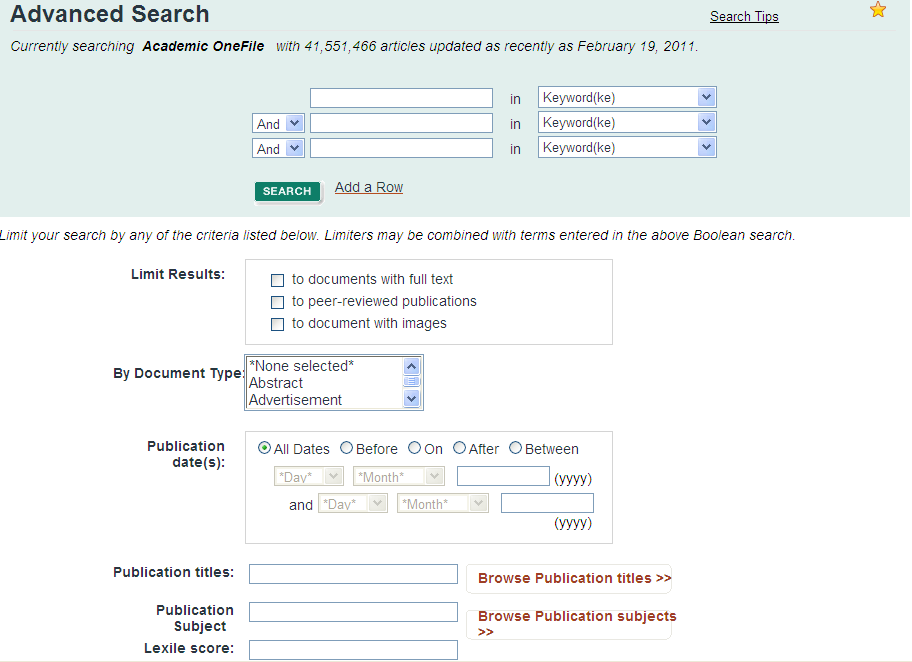 Advanced Search
Search Tips
Currently searching Academic OneFile with 41,551,466 articles updated as recently as February 19, 2011.
in Keyword(ke)
And in Keyword(ke)
And in Keyword(ke)
SEARCH Add a Row
Limit your search by any of the criteria listed below. Limiters may be combined with terms entered in the above Boolean search.
Limit Results:
to documents with full text
to peer-reviewed publications
to document with images
By Document Type:
*None selected*
Abstract
Advertisement
Publication
date(s):
All Dates Before On After Between
*Day* *Month* (yyyy)
and *Day* *Month*
(yyyy)
Publication titles: Browse Publication titles >>
Publication
Subject
Browse Publication subjects
>>
Lexile score: